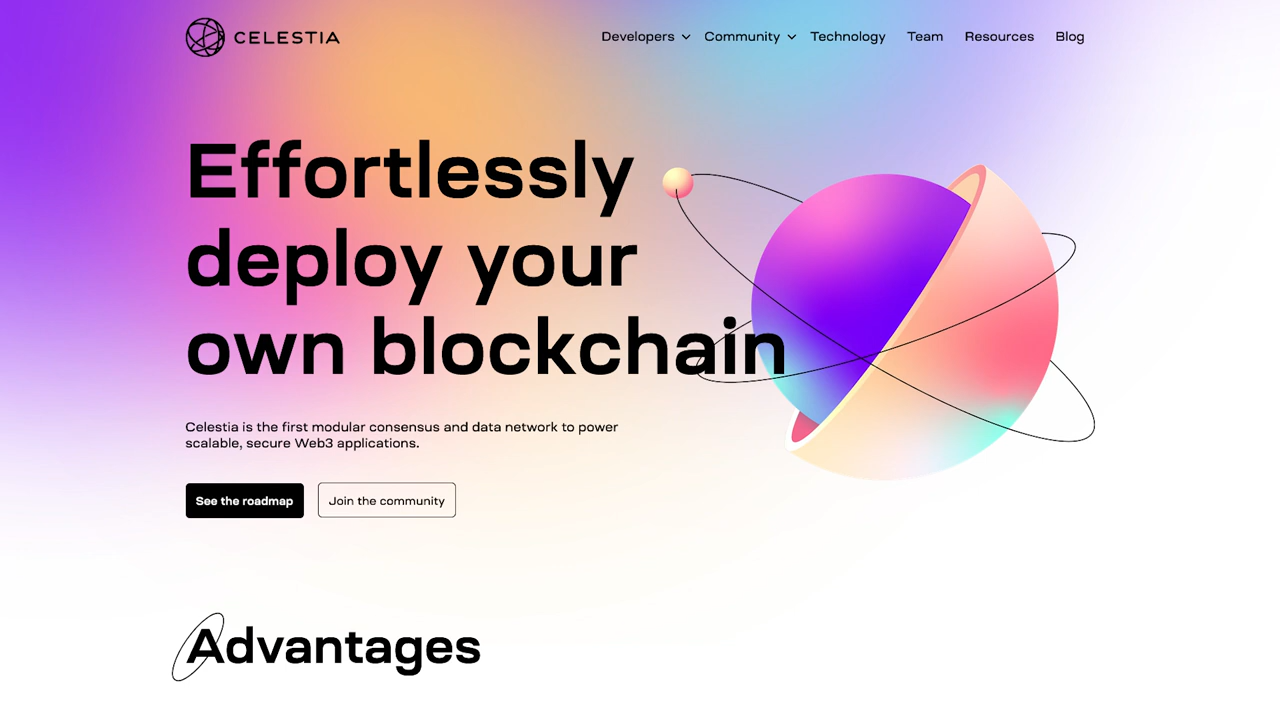 CELESTIA
Developers Community Technology Team Resources Blog
Effortlessly
deploy your
own blockchain
Celestia is the first modular consensus and data network to power
scalable, secure Web3 applications.
See the roadmap Join the community
Advantages